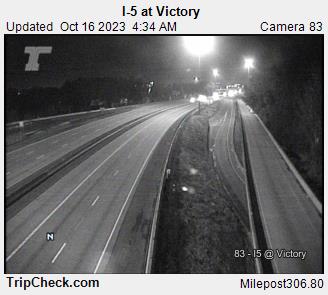 I-5 at Victory
Updated Oct 16 2023 4:34 AM Camera 83
N
83 - I5 @ Victory
TripCheck.com Milepost306.80